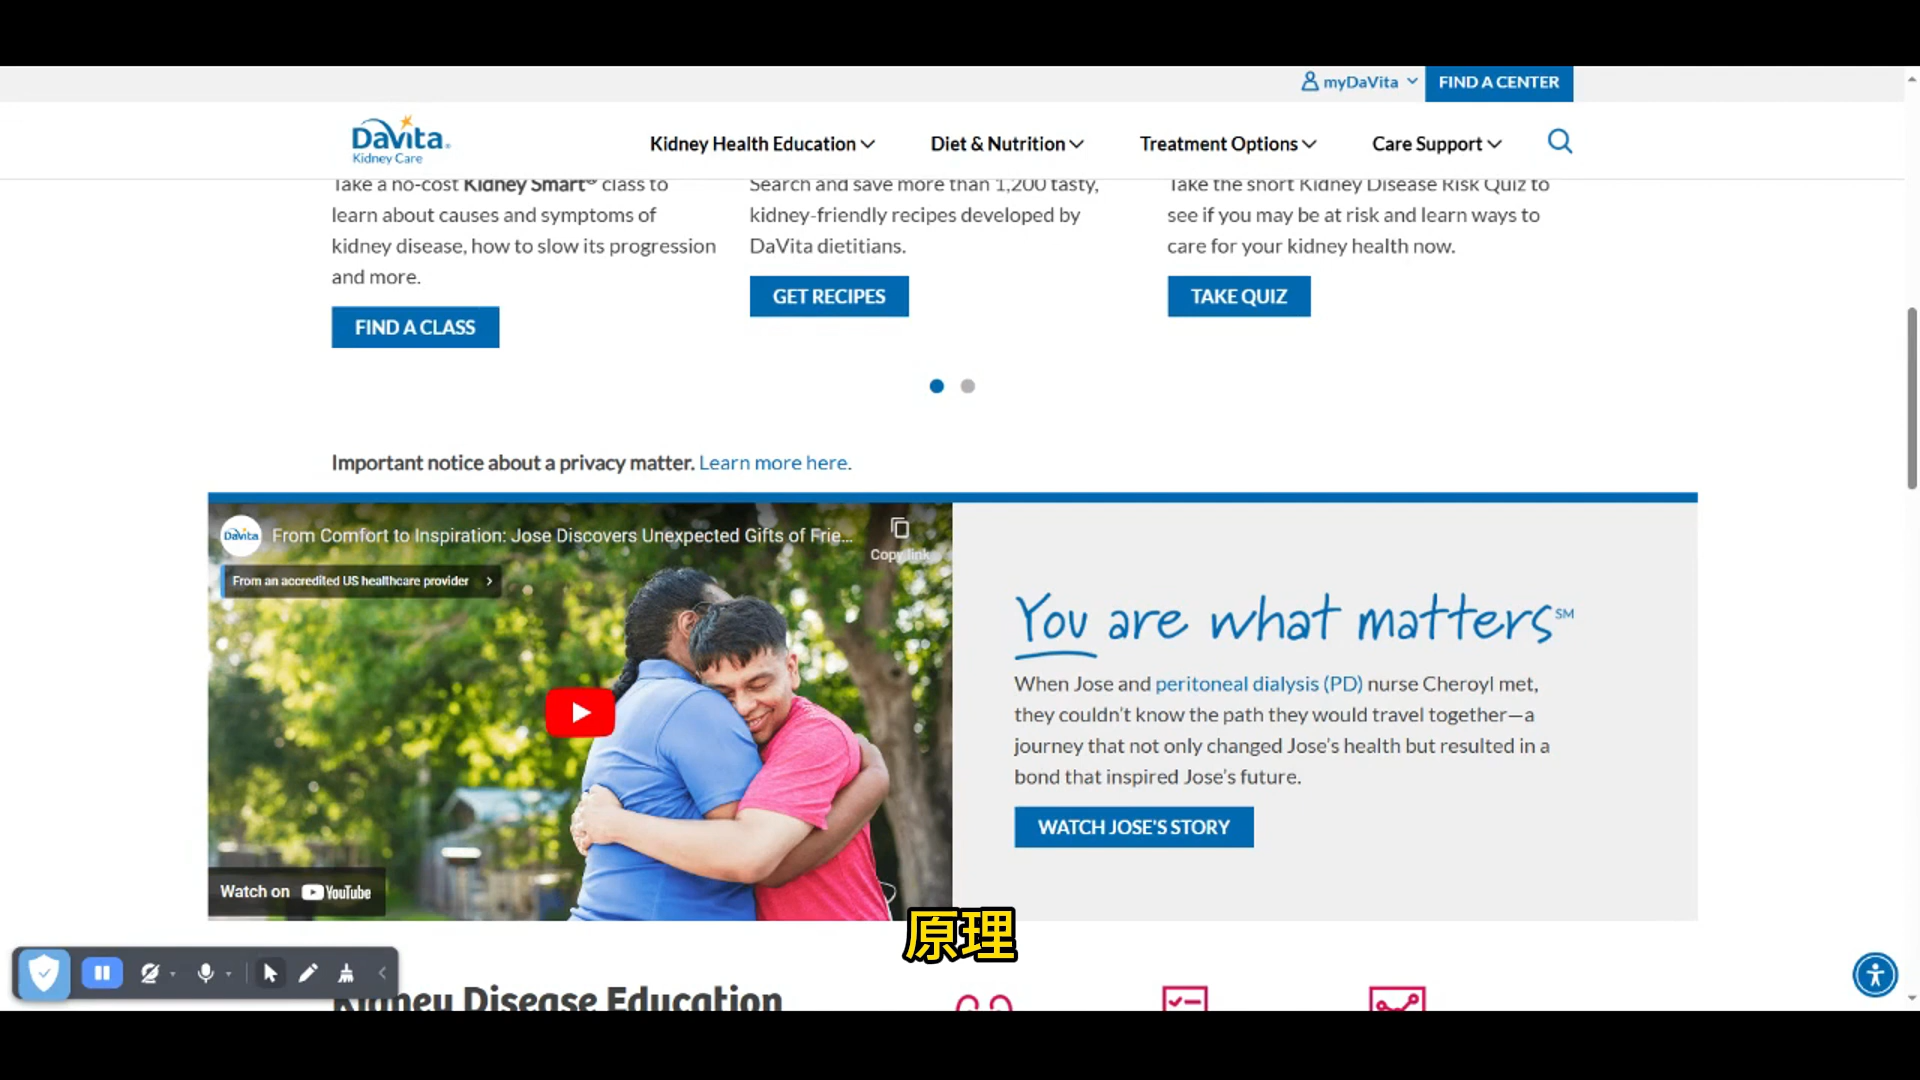 myDaVita
FIND A CENTER
DaVita.
Kidney Care
Kidney Health Education
Diet & Nutrition
Treatment Options
Care Support
Take a no-cost Kidney Smart® class to
learn about causes and symptoms of
kidney disease, how to slow its progression
and more.
FIND A CLASS
Search and save more than 1,200 tasty,
kidney-friendly recipes developed by
DaVita dietitians.
GET RECIPES
Take the short Kidney Disease Risk Quiz to
see if you may be at risk and learn ways to
care for your kidney health now.
TAKE QUIZ
Important notice about a privacy matter. Learn more here.
DaVita
From Comfort to Inspiration: Jose Discovers Unexpected Gifts of Frie...
Copy link
From an accredited US healthcare provider
Watch on YouTube
You are what matters℠
When Jose and peritoneal dialysis (PD) nurse Cheroyl met,
they couldn't know the path they would travel together—a
journey that not only changed Jose's health but resulted in a
bond that inspired Jose's future.
WATCH JOSE'S STORY
原理
Kidney Disease Education